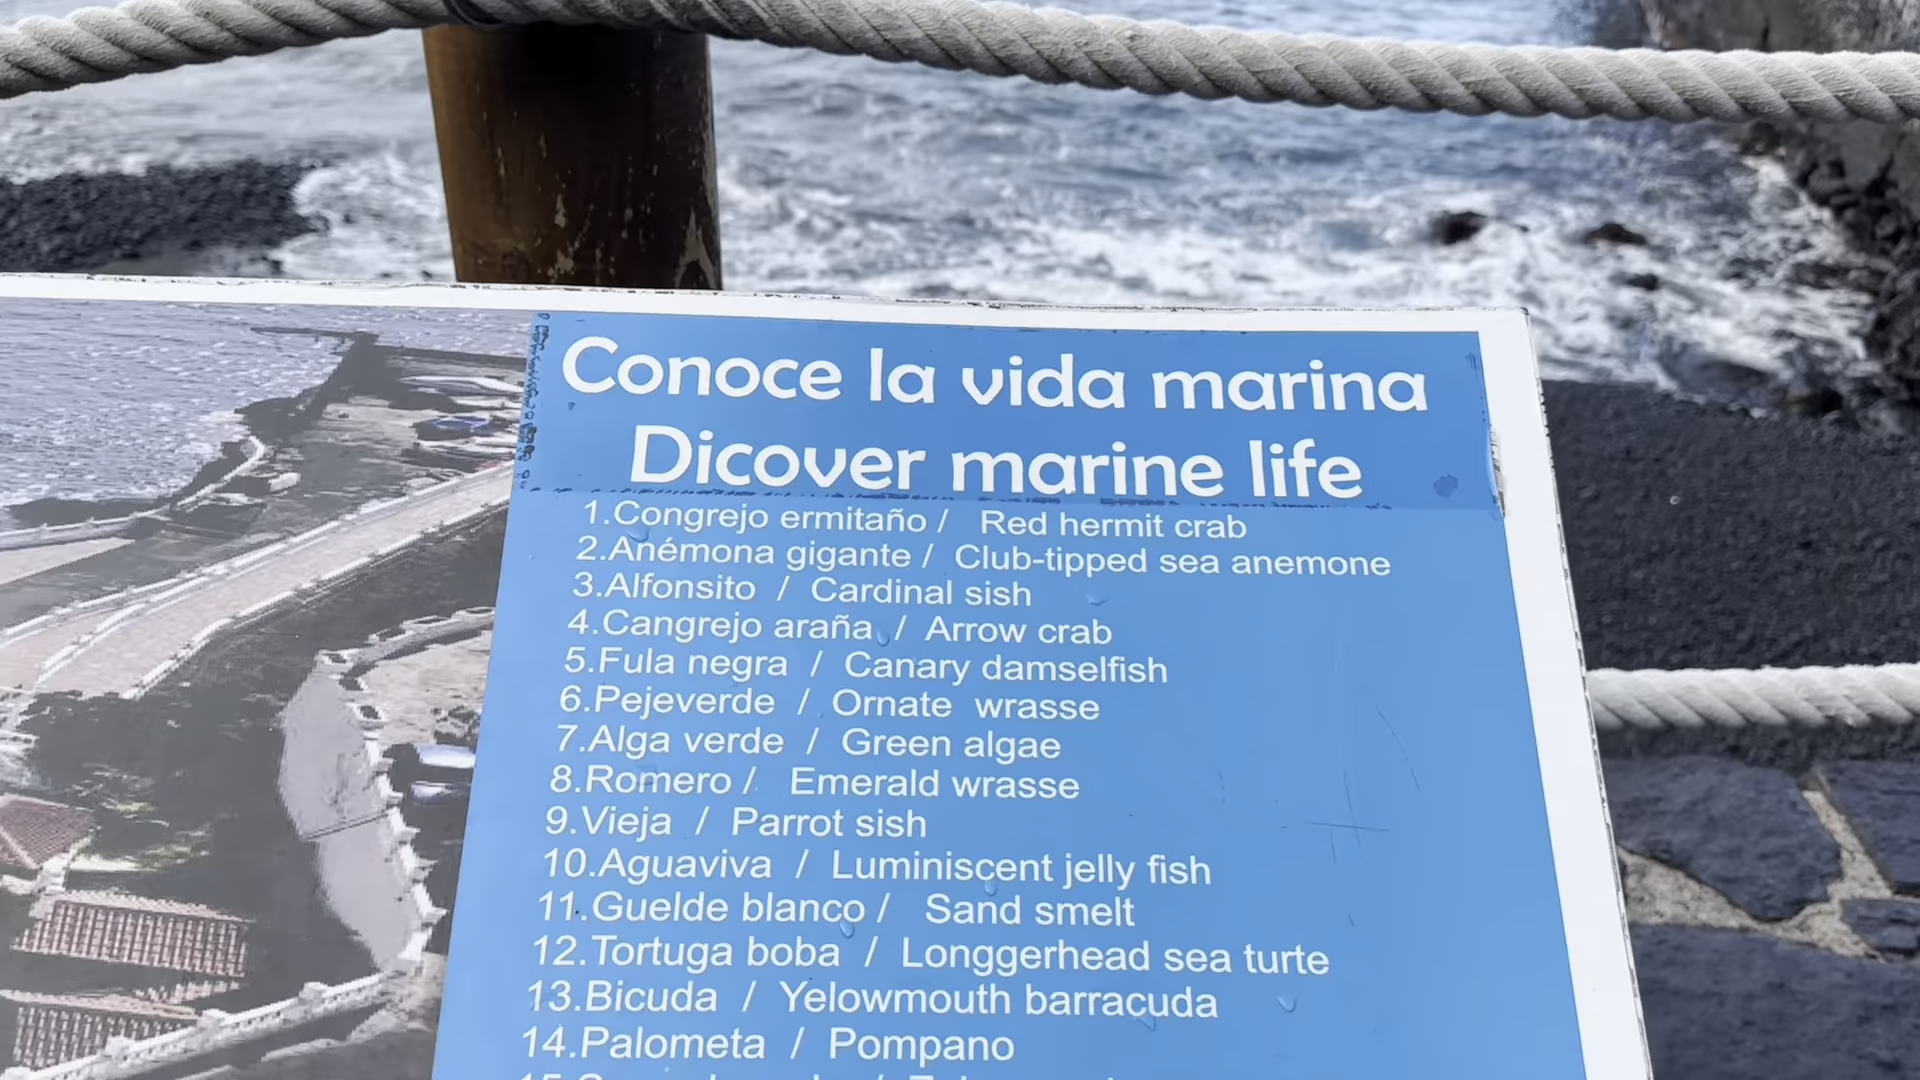 Conoce la vida marina
Dicover marine life
1.Congrejo ermitaño / Red hermit crab
2.Anémona gigante / Club-tipped sea anemone
3.Alfonsito / Cardinal sish
4.Cangrejo araña / Arrow crab
5.Fula negra / Canary damselfish
6.Pejeverde / Ornate wrasse
7.Alga verde / Green algae
8.Romero / Emerald wrasse
9.Vieja / Parrot sish
10.Aguaviva / Luminiscent jelly fish
11.Guelde blanco / Sand smelt
12.Tortuga boba / Longgerhead sea turte
13.Bicuda / Yelowmouth barracuda
14.Palometa / Pompano